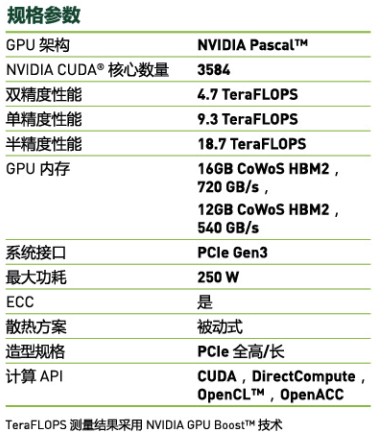 规格参数
GPU 架构 NVIDIA Pascal™
NVIDIA CUDA® 核心数量 3584
双精度性能 4.7 TeraFLOPS
单精度性能 9.3 TeraFLOPS
半精度性能 18.7 TeraFLOPS
GPU 内存 16GB CoWoS HBM2，
720 GB/s，
12GB CoWoS HBM2，
540 GB/s
系统接口 PCIe Gen3
最大功耗 250 W
ECC 是
散热方案 被动式
造型规格 PCIe 全高/长
计算 API CUDA，DirectCompute，
OpenCL™，OpenACC
TeraFLOPS 测量结果采用 NVIDIA GPU Boost™ 技术